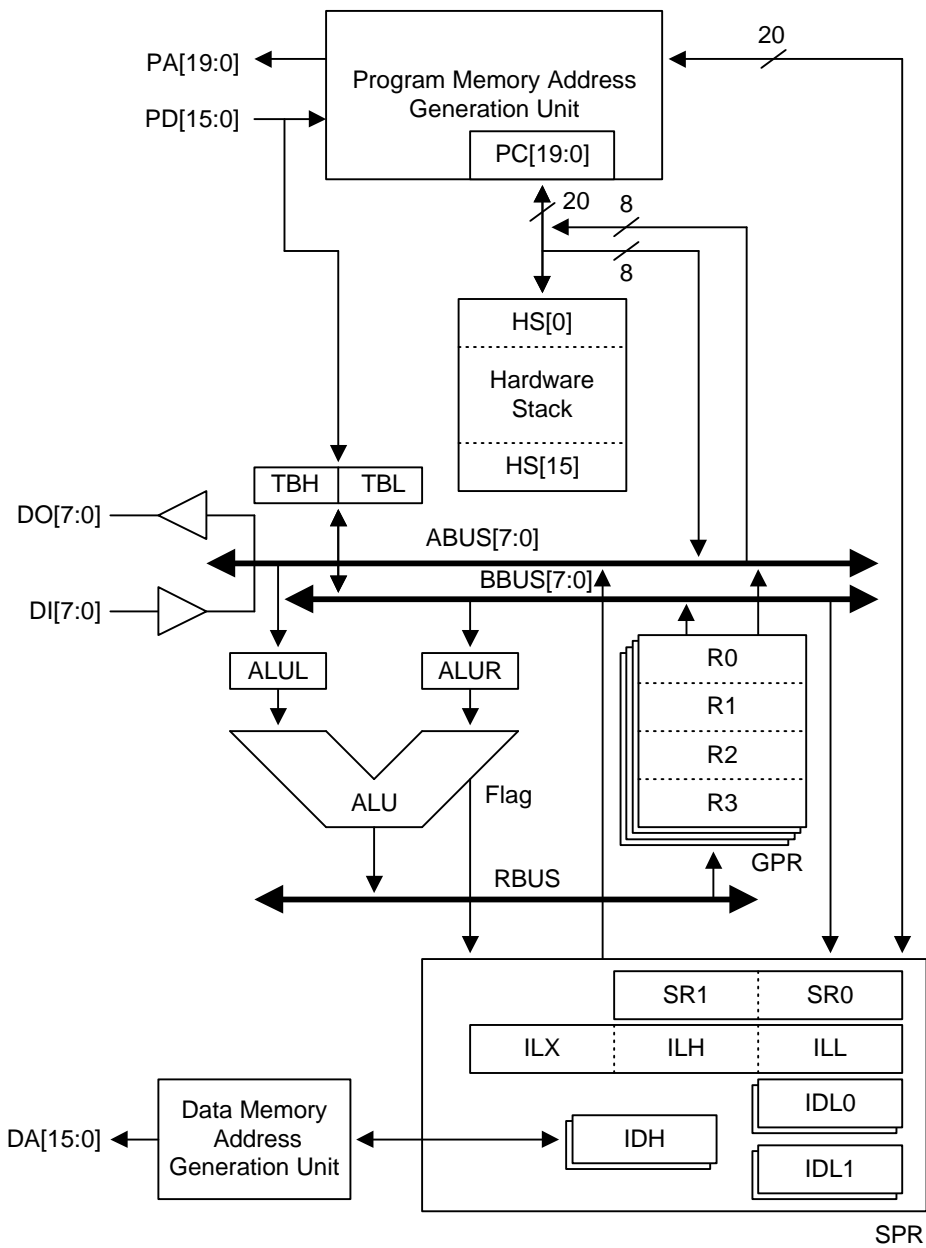 20
PA[19:0]
Program Memory Address
Generation Unit
PD[15:0]
PC[19:0]
20
8
8
HS[0]
Hardware
Stack
HS[15]
TBH
TBL
DO[7:0]
ABUS[7:0]
BBUS[7:0]
DI[7:0]
ALUL
ALUR
R0
R1
R2
R3
ALU
Flag
GPR
RBUS
SR1
SR0
ILX
ILH
ILL
IDL0
Data Memory
Address
Generation Unit
DA[15:0]
IDH
IDL1
SPR